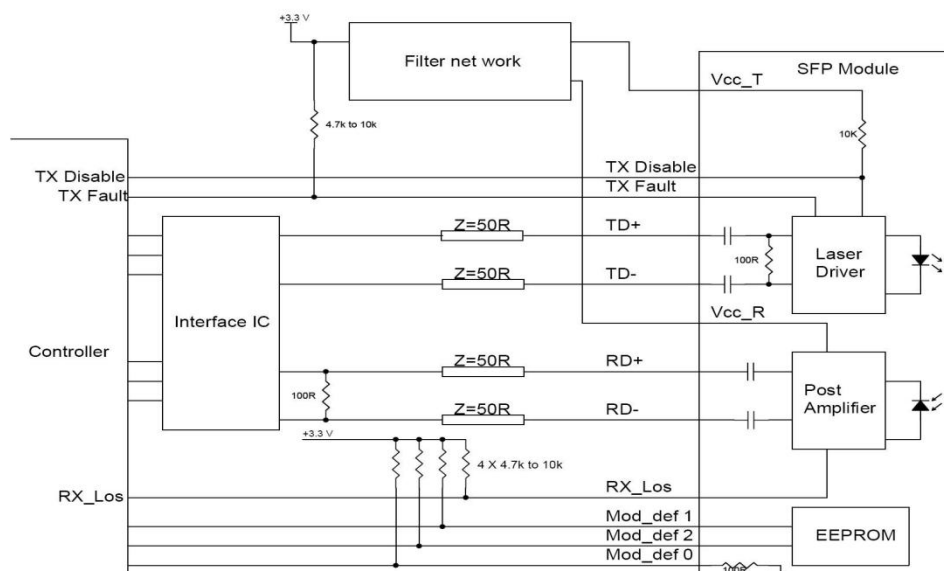 +3.3 V
Filter net work
SFP Module
Vcc_T
4.7k to 10k
10K
TX Disable
TX Disable
TX Fault
TX Fault
Z=50R
TD+
100R
Laser
Driver
Z=50R
TD-
Interface IC
Vcc_R
Controller
Z=50R
RD+
100R
Post
Amplifier
Z=50R
RD-
+3.3 V
4 X 4.7k to 10k
RX_Los
RX_Los
Mod_def 1
Mod_def 2
EEPROM
Mod_def 0
100R